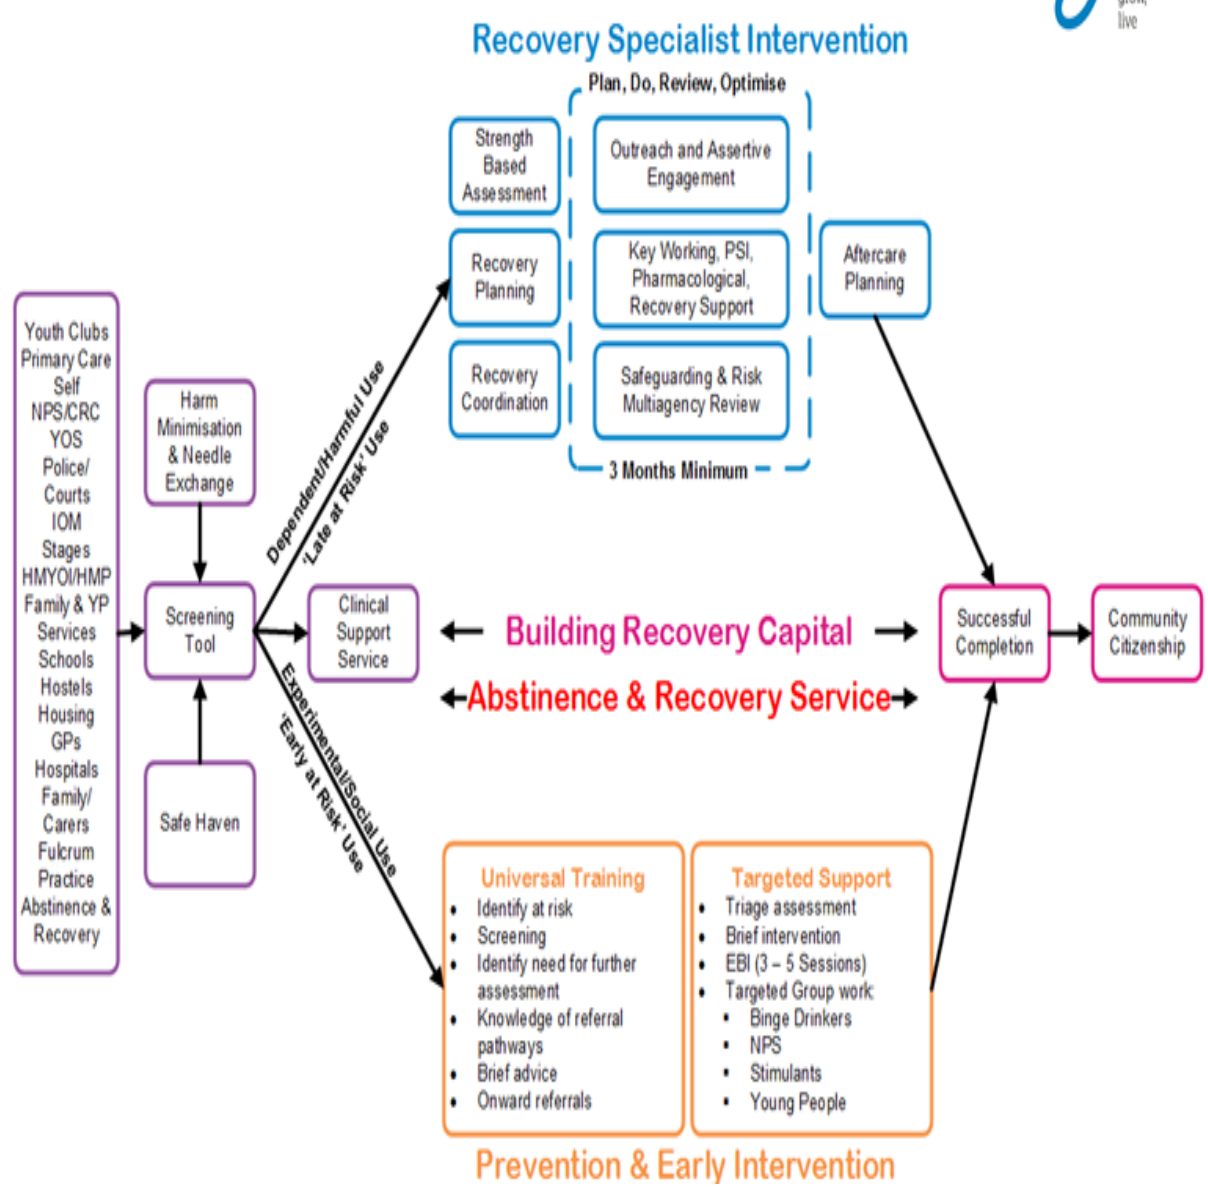 grow,
live
Recovery Specialist Intervention
Plan, Do, Review, Optimise
Strength
Based
Assessment
Outreach and Assertive
Engagement
Recovery
Planning
Key Working, PSI,
Pharmacological,
Recovery Support
Aftercare
Planning
Recovery
Coordination
Safeguarding & Risk
Multiagency Review
3 Months Minimum
Youth Clubs
Primary Care
Self
NPS/CRC
YOS
Police/
Courts
IOM
Stages
HMYOI/HMP
Family & YP
Services
Schools
Hostels
Housing
GPs
Hospitals
Family/
Carers
Fulcrum
Practice
Abstinence &
Recovery
Harm
Minimisation
& Needle
Exchange
Screening
Tool
Safe Haven
Dependent/Harmful Use
'Late at Risk' Use
Clinical
Support
Service
Experimental/Social Use
'Early at Risk' Use
Building Recovery Capital
Abstinence & Recovery Service
Successful
Completion
Community
Citizenship
Universal Training
• Identify at risk
• Screening
• Identify need for further
assessment
• Knowledge of referral
pathways
• Brief advice
• Onward referrals
Targeted Support
• Triage assessment
• Brief intervention
• EBI (3 – 5 Sessions)
• Targeted Group work:
▪ Binge Drinkers
▪ NPS
▪ Stimulants
▪ Young People
Prevention & Early Intervention